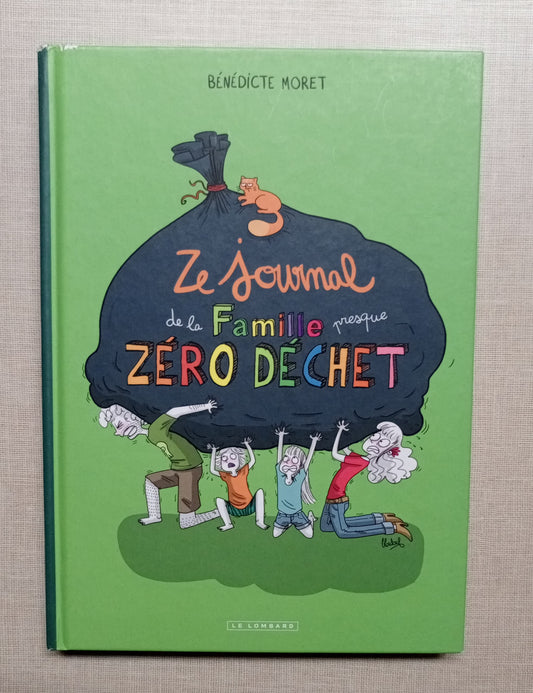 BÉNÉDICTE MORET
Ze journal
de la Famille presque
ZÉRO DÉCHET
LE LOMBARD